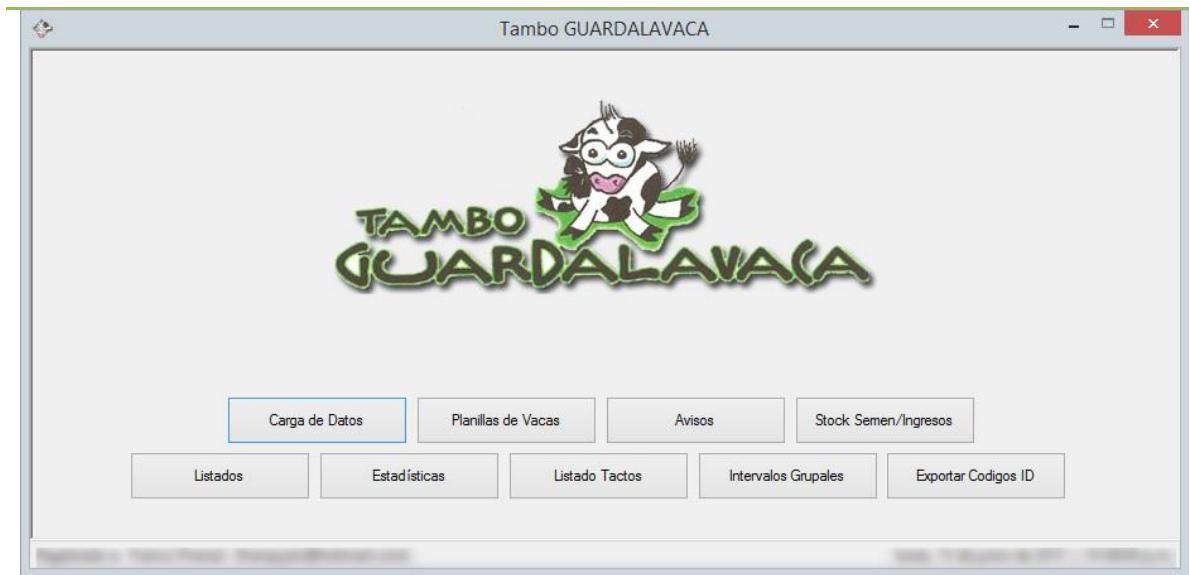 Tambo GUARDALAVACA
TAMBO
GUARDALAVACA
Carga de Datos
Planillas de Vacas
Avisos
Stock Semen/Ingresos
Listados
Estadísticas
Listado Tactos
Intervalos Grupales
Exportar Codigos ID